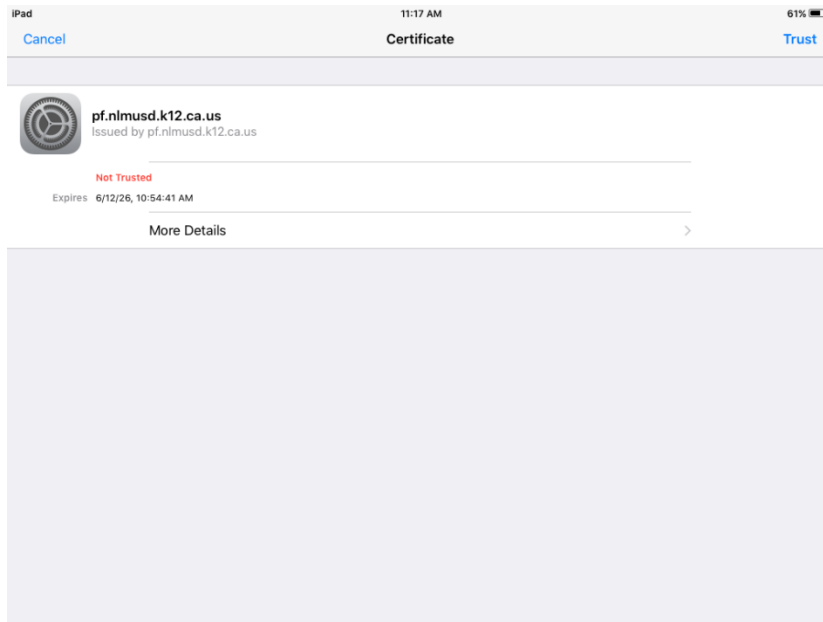 iPad 11:17 AM 61%
Cancel Certificate Trust
pf.nlmusd.k12.ca.us
Issued by pf.nlmusd.k12.ca.us
Not Trusted
Expires 6/12/26, 10:54:41 AM
More Details